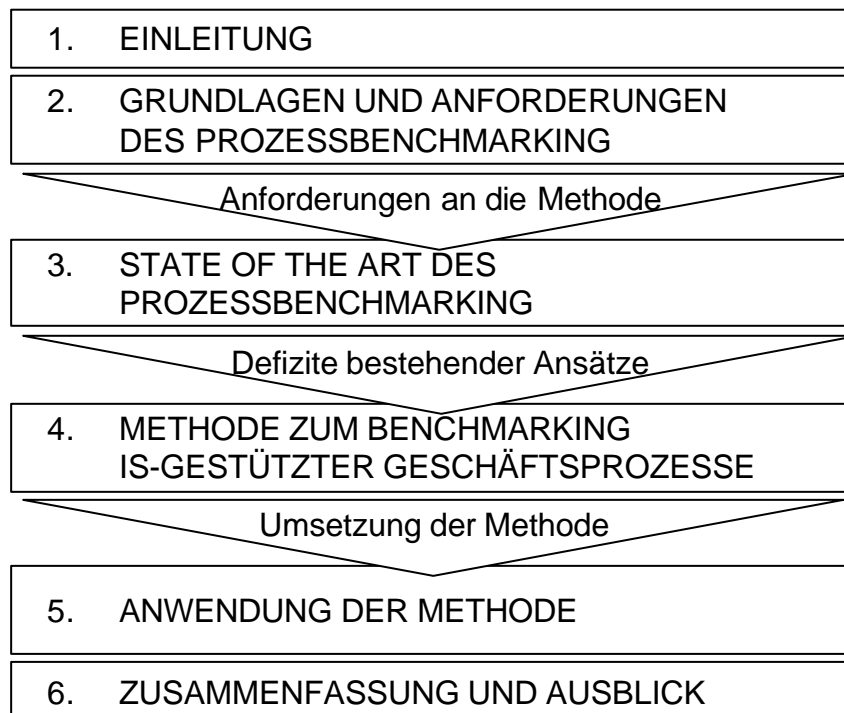 1. EINLEITUNG
2. GRUNDLAGEN UND ANFORDERUNGEN
DES PROZESSBENCHMARKING
Anforderungen an die Methode
3. STATE OF THE ART DES
PROZESSBENCHMARKING
Defizite bestehender Ansätze
4. METHODE ZUM BENCHMARKING
IS-GESTÜTZTER GESCHÄFTSPROZESSE
Umsetzung der Methode
5. ANWENDUNG DER METHODE
6. ZUSAMMENFASSUNG UND AUSBLICK